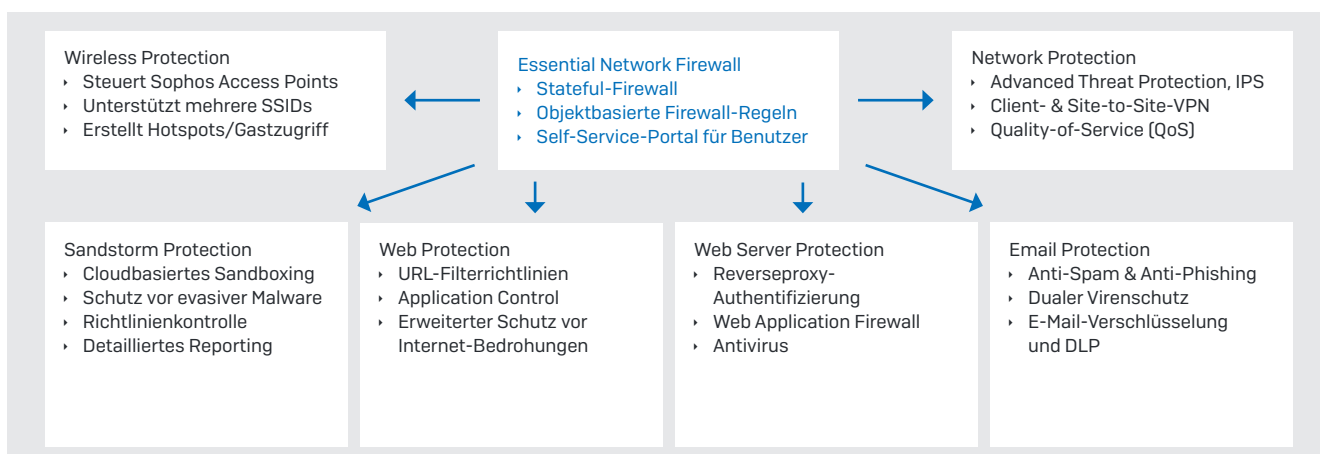 Wireless Protection
‣ Steuert Sophos Access Points
‣ Unterstützt mehrere SSIDs
‣ Erstellt Hotspots/Gastzugriff
Essential Network Firewall
‣ Stateful-Firewall
‣ Objektbasierte Firewall-Regeln
‣ Self-Service-Portal für Benutzer
Network Protection
‣ Advanced Threat Protection, IPS
‣ Client- & Site-to-Site-VPN
‣ Quality-of-Service (QoS)
Sandstorm Protection
‣ Cloudbasiertes Sandboxing
‣ Schutz vor evasiver Malware
‣ Richtlinienkontrolle
‣ Detailliertes Reporting
Web Protection
‣ URL-Filterrichtlinien
‣ Application Control
‣ Erweiterter Schutz vor
Internet-Bedrohungen
Web Server Protection
‣ Reverseproxy-
Authentifizierung
‣ Web Application Firewall
‣ Antivirus
Email Protection
‣ Anti-Spam & Anti-Phishing
‣ Dualer Virenschutz
‣ E-Mail-Verschlüsselung
und DLP